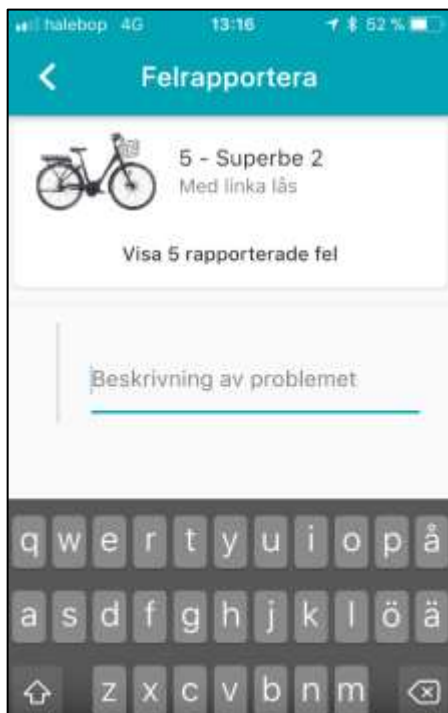 halebop 4G 13:16 52 %
Felrapportera
5 - Superbe 2
Med linka lås
Visa 5 rapporterade fel
Beskrivning av problemet
q w e r t y u i o p å
a s d f g h j k l ö ä
z x c v b n m